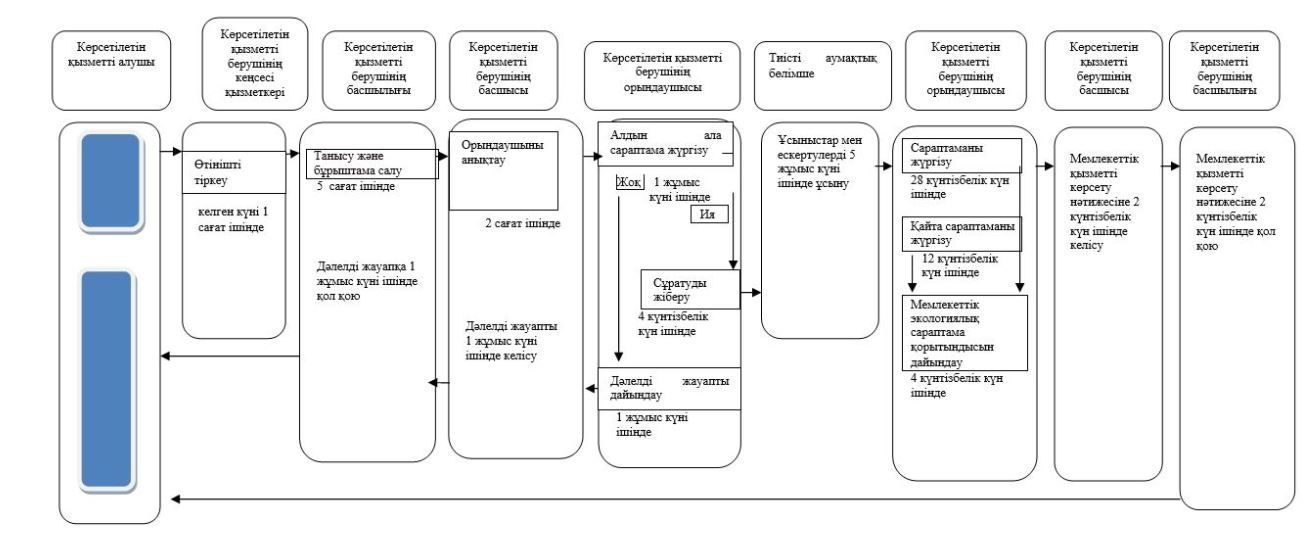 Көрсетілетін
қызметті алушы
Көрсетілетін
қызметті
берушінің
кеңсесі
қызметкері
Көрсетілетін
қызметті
берушінің
басшылығы
Көрсетілетін
қызметті
берушінің
басшысы
Көрсетілетін қызметті
берушінің
орындаушысы
Тиісті аумақтық
бөлімше
Көрсетілетін
қызметті
берушінің
орындаушысы
Көрсетілетін
қызметті
берушінің
басшысы
Көрсетілетін
қызметті
берушінің
басшылығы
Өтінішті
тіркеу
келген күні 1
сағат ішінде
Танысу және
бұрыштама салу
5 сағат ішінде
Дәлелді жауапқа 1
жұмыс күні ішінде
қол қою
Орындаушыны
анықтау
2 сағат ішінде
Дәлелді жауапты
1 жұмыс күні
ішінде келісу
Алдын ала
сараптама жүргізу
Жоқ
1 жұмыс
күні ішінде
Ия
Сұратуды
жіберу
4 күнтізбелік
күн ішінде
Дәлелді жауапты
дайындау
1 жұмыс күні
ішінде
Ұсыныстар мен
ескертулерді 5
жұмыс күні
ішінде ұсыну
Сараптаманы
жүргізу
28 күнтізбелік күн
ішінде
Қайта сараптаманы
жүргізу
12 күнтізбелік
күн ішінде
Мемлекеттік
экологиялық
сараптама
қорытындысын
дайындау
4 күнтізбелік күн
ішінде
Мемлекеттік
қызметті
көрсету
нәтижесіне 2
күнтізбелік
күн ішінде
келісу
Мемлекеттік
қызметті
көрсету
нәтижесіне 2
күнтізбелік
күн ішінде қол
қою